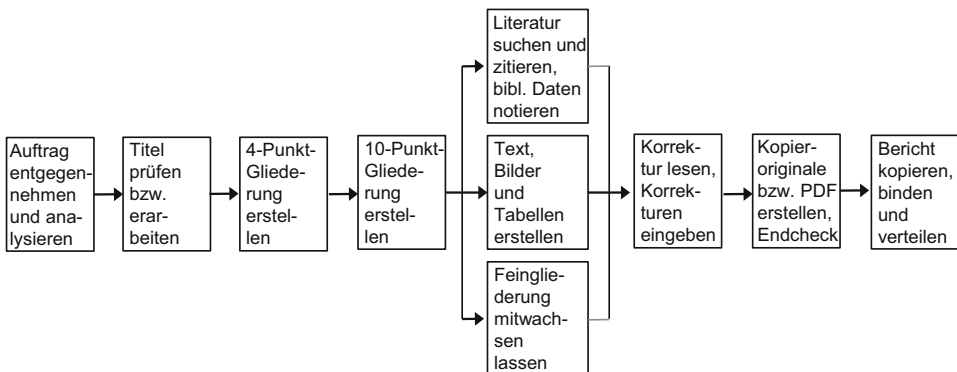 Auftrag
entgegen-
nehmen
und ana-
lysieren
Titel
prüfen
bzw.
erar-
beiten
4-Punkt-
Gliede-
rung
erstel-
len
10-Punkt-
Gliede-
rung
erstel-
len
Literatur
suchen und
zitieren,
bibl. Daten
notieren
Text,
Bilder
und
Tabellen
erstellen
Feinglie-
derung
mitwach-
sen
lassen
Korrek-
tur lesen,
Korrek-
turen
eingeben
Kopier-
originale
bzw. PDF
erstellen,
Endcheck
Bericht
kopieren,
binden
und
verteilen